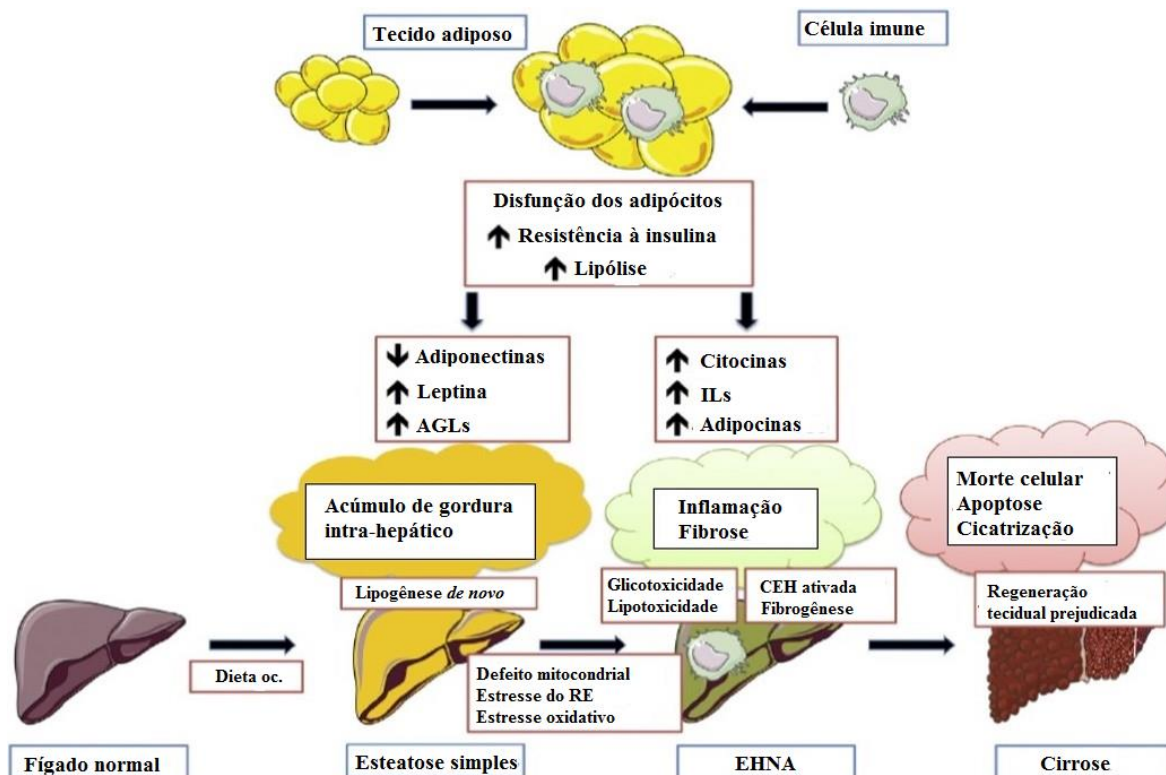 Tecido adiposo
Célula imune
Disfunção dos adipócitos
Resistência à insulina
Lipólise
Adiponectinas
Leptina
AGLs
Citocinas
ILs
Adipocinas
Acúmulo de gordura
intra-hepático
Inflamação
Fibrose
Morte celular
Apoptose
Cicatrização
Lipogênese de novo
Glicotoxicidade
Lipotoxicidade
CEH ativada
Fibrogênese
Regeneração
tecidual prejudicada
Dieta oc.
Defeito mitocondrial
Estresse do RE
Estresse oxidativo
Fígado normal
Esteatose simples
EHNA
Cirrose